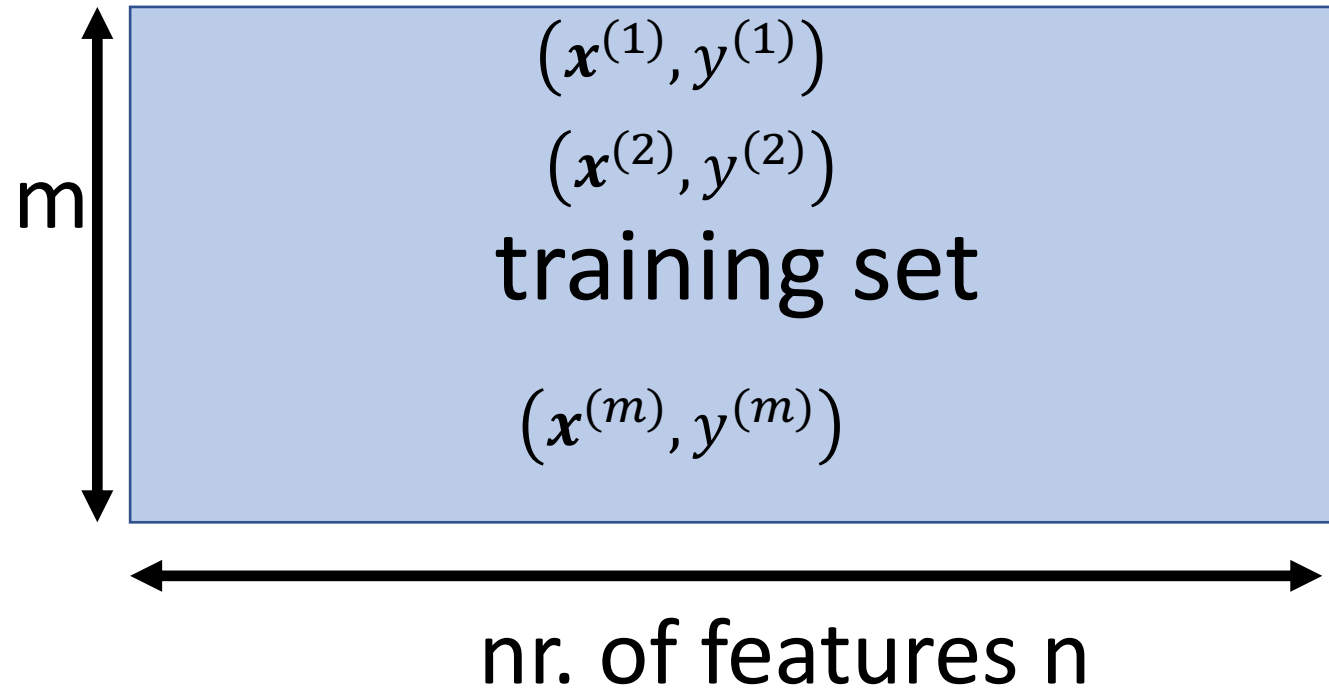 (𝒙^(1), y^(1))
(𝒙^(2), y^(2))
m
training set
(𝒙^(m), y^(m))
nr. of features n